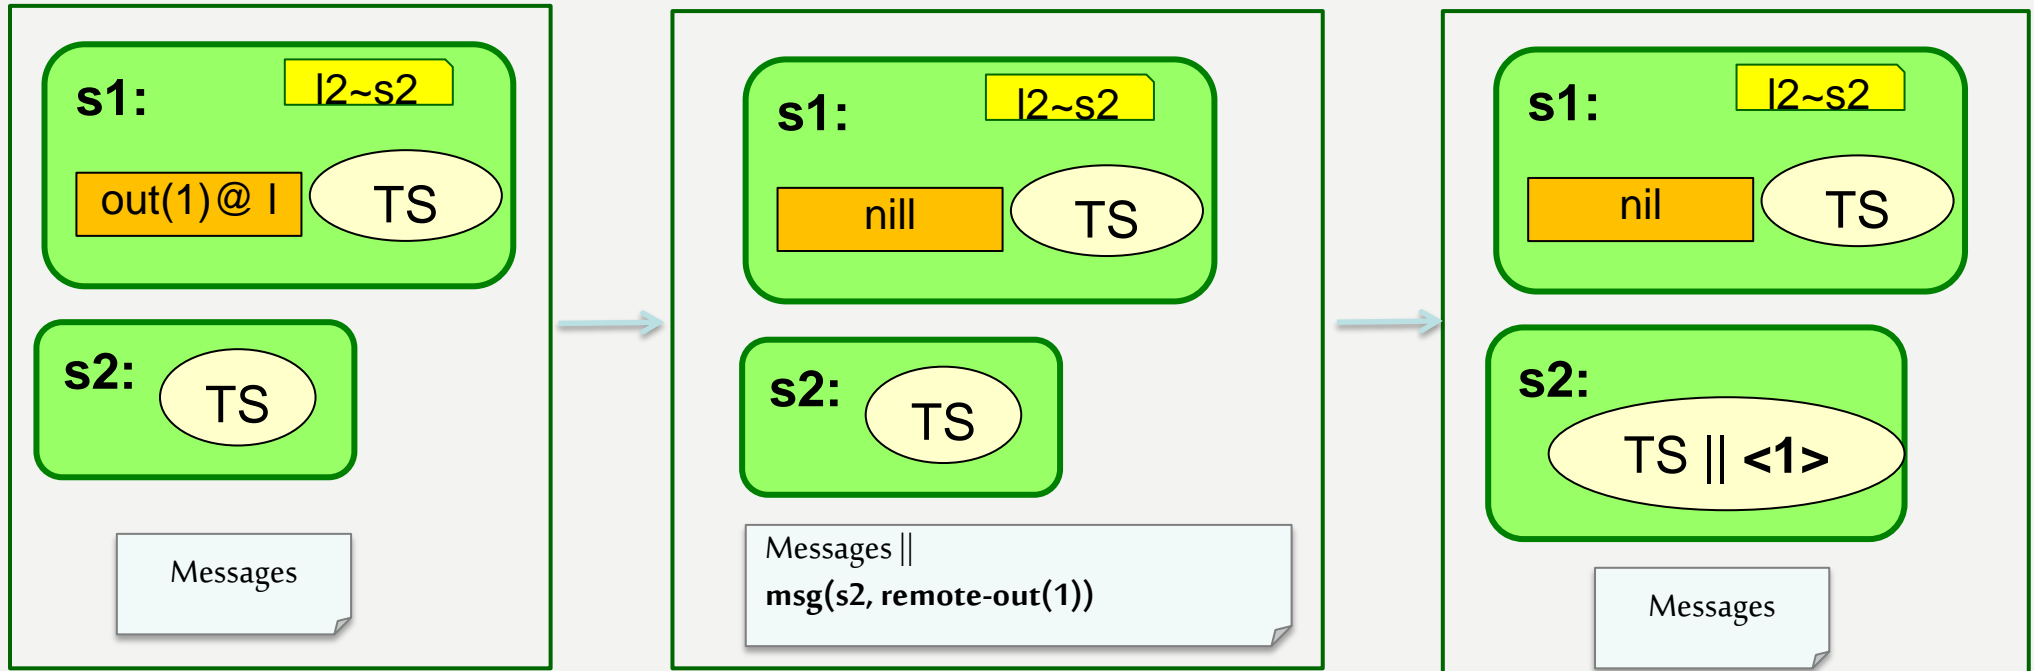 s1:
l2~s2
out(1)@ l
TS
s2:
TS
Messages
s1:
l2~s2
nill
TS
s2:
TS
Messages ||
msg(s2, remote-out(1))
s1:
l2~s2
nil
TS
s2:
TS || <1>
Messages